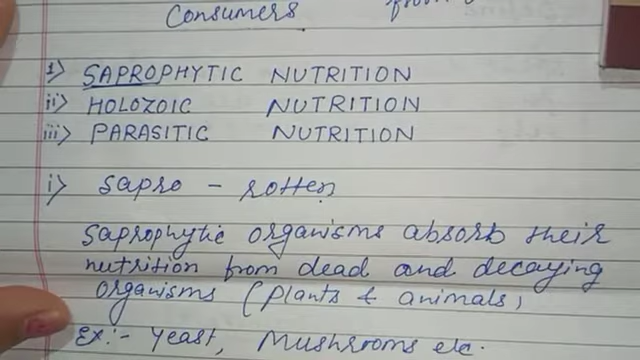 Consumers
1) SAPROPHYTIC NUTRITION
ii) HOLOZOIC NUTRITION
iii) PARASITIC NUTRITION
i) Sapro - rotten
Saprophytic organisms absorb their
nutrition from dead and decaying
organisms (plants & animals,
Ex:- Yeast, Mushrooms etc.